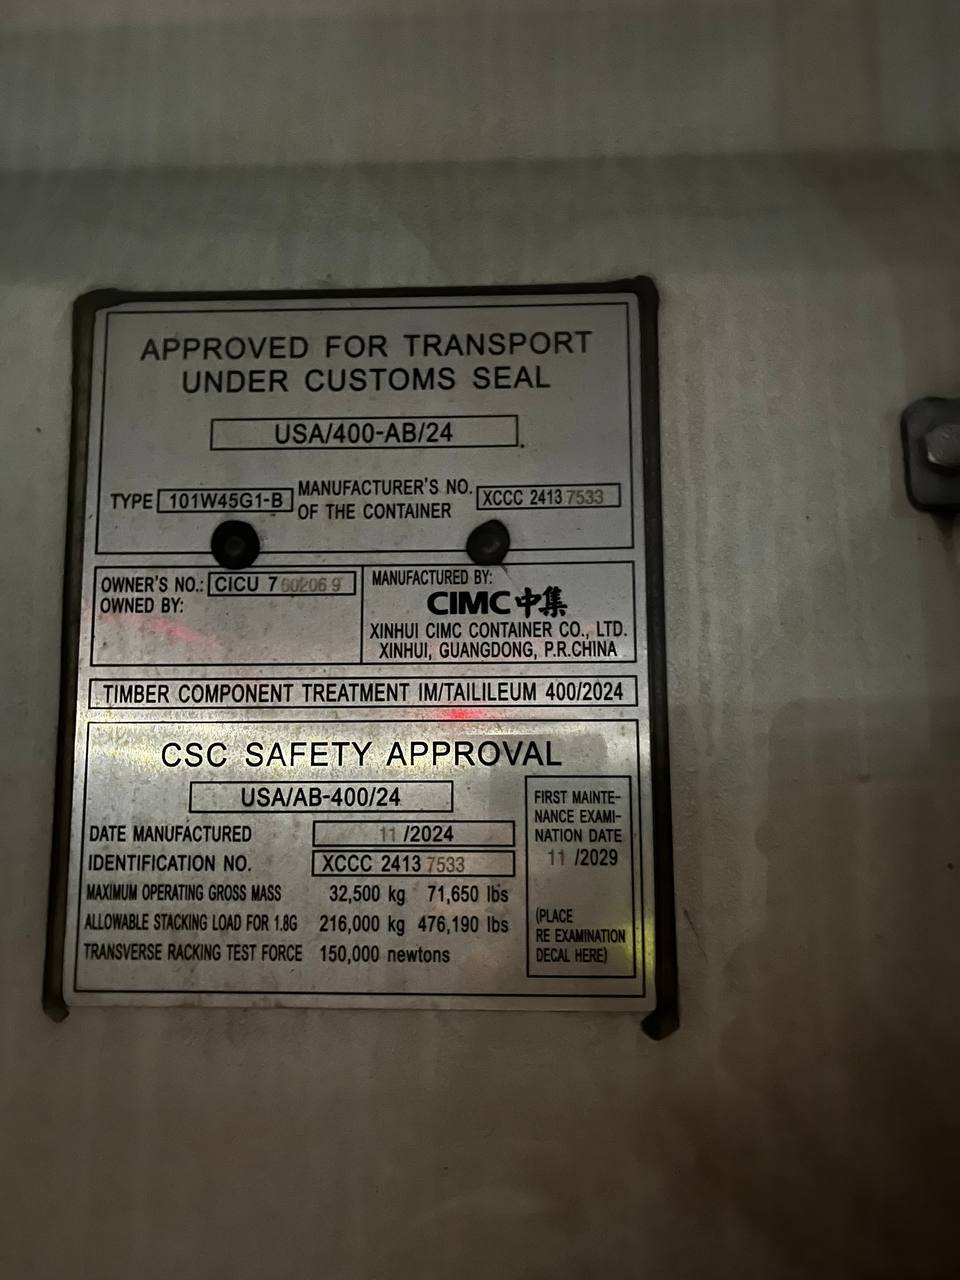 APPROVED FOR TRANSPORT
UNDER CUSTOMS SEAL
USA/400-AB/24
TYPE 101W45G1-B
MANUFACTURER'S NO.
OF THE CONTAINER
XCCC 2413 7533
OWNER'S NO.: CICU 7 60206 9
OWNED BY:
MANUFACTURED BY:
CIMC 中集
XINHUI CIMC CONTAINER CO., LTD.
XINHUI, GUANGDONG, P.R.CHINA
TIMBER COMPONENT TREATMENT IM/TAILILEUM 400/2024
CSC SAFETY APPROVAL
USA/AB-400/24
DATE MANUFACTURED 11 /2024
IDENTIFICATION NO. XCCC 2413 7533
MAXIMUM OPERATING GROSS MASS 32,500 kg 71,650 lbs
ALLOWABLE STACKING LOAD FOR 1.8G 216,000 kg 476,190 lbs
TRANSVERSE RACKING TEST FORCE 150,000 newtons
FIRST MAINTE-
NANCE EXAMI-
NATION DATE
11 /2029
(PLACE
RE EXAMINATION
DECAL HERE)